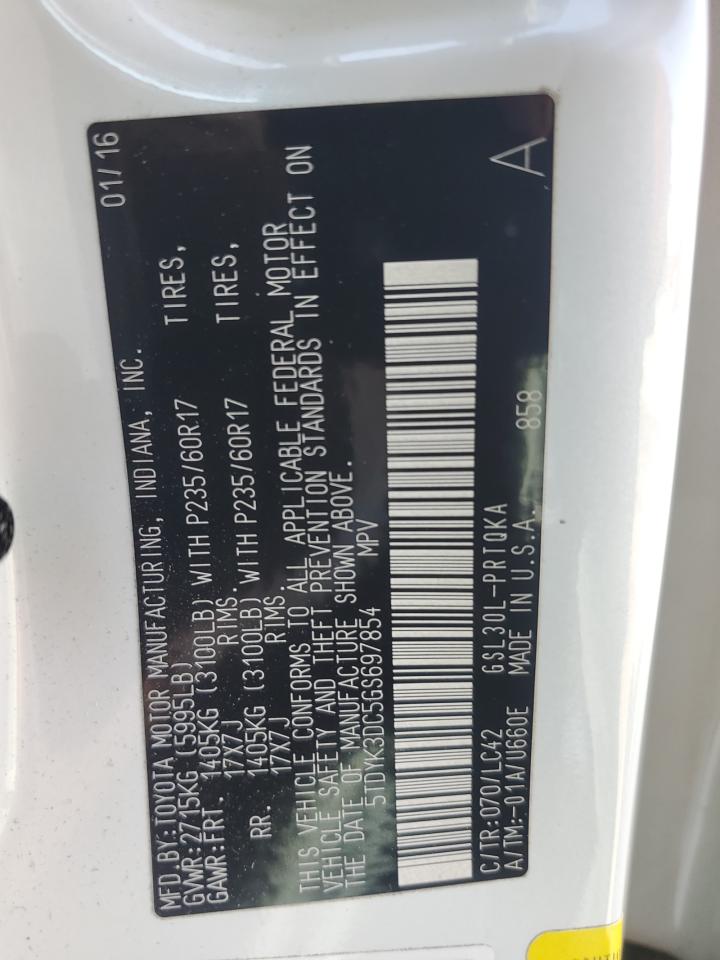 MFD BY:TOYOTA MOTOR MANUFACTURING, INDIANA, INC. 01/16
GVWR:2715KG (5995LB)
GAWR:FRT. 1405KG (3100LB) WITH P235/60R17 TIRES,
17X7J RIMS.
RR. 1405KG (3100LB) WITH P235/60R17 TIRES,
17X7J RIMS.
THIS VEHICLE CONFORMS TO ALL APPLICABLE FEDERAL MOTOR
VEHICLE SAFETY AND THEFT PREVENTION STANDARDS IN EFFECT ON
THE DATE OF MANUFACTURE SHOWN ABOVE.
5TDYK3DC5GS697854 MPV
C/TR:070/LC42 GSL30L-PRTQKA
A/TM:-01A/U660E MADE IN U.S.A. 858 A